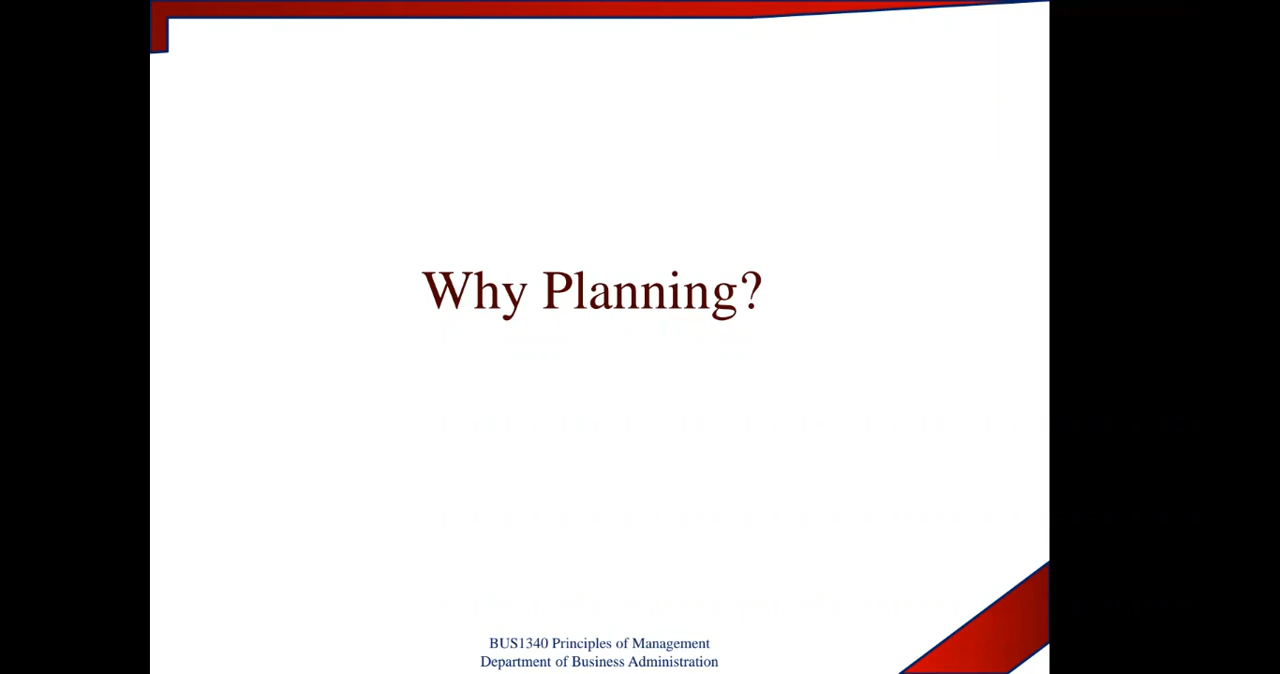 Why Planning?
BUS1340 Principles of Management
Department of Business Administration